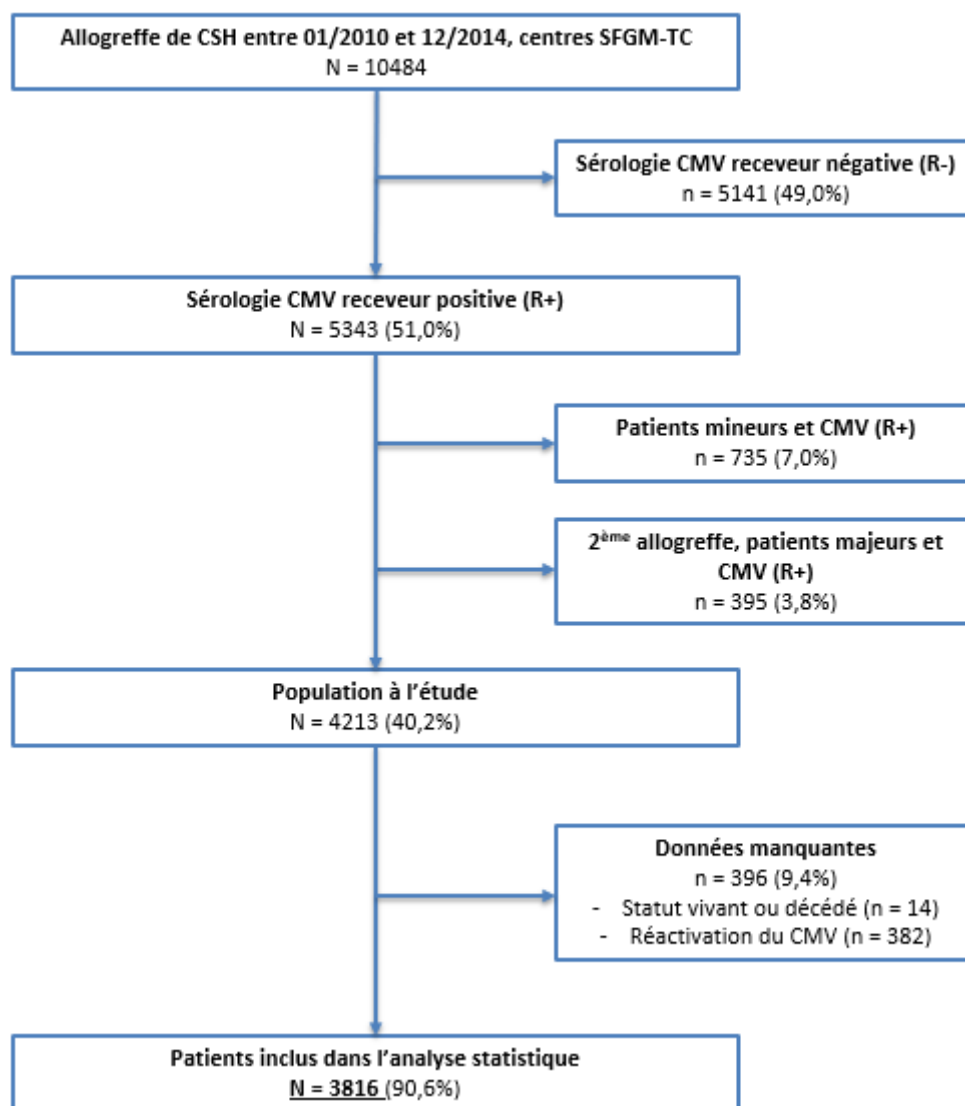 Allogreffe de CSH entre 01/2010 et 12/2014, centres SFGM-TC
N = 10484
Sérologie CMV receveur négative (R-)
n = 5141 (49,0%)
Sérologie CMV receveur positive (R+)
N = 5343 (51,0%)
Patients mineurs et CMV (R+)
n = 735 (7,0%)
2ème allogreffe, patients majeurs et
CMV (R+)
n = 395 (3,8%)
Population à l'étude
N = 4213 (40,2%)
Données manquantes
n = 396 (9,4%)
- Statut vivant ou décédé (n = 14)
- Réactivation du CMV (n = 382)
Patients inclus dans l'analyse statistique
N = 3816 (90,6%)